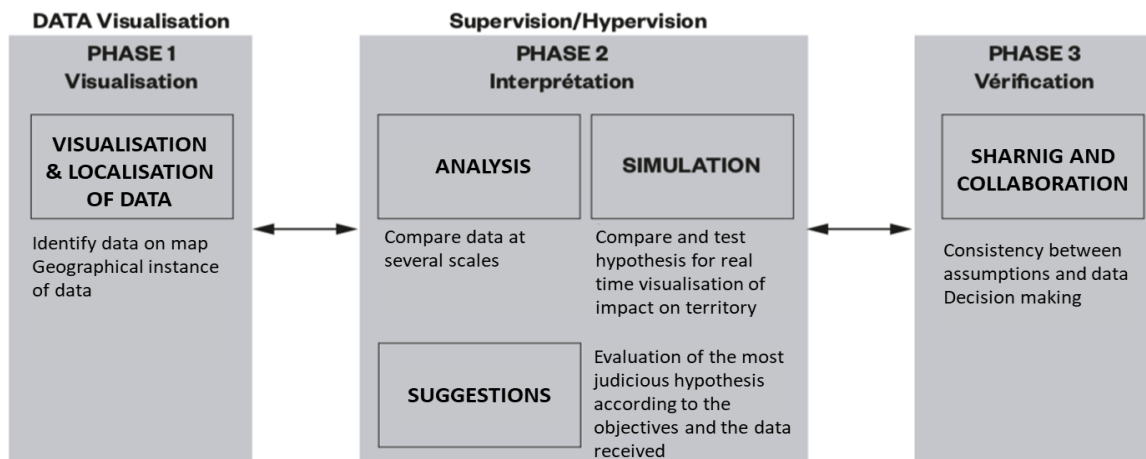 DATA Visualisation
PHASE 1
Visualisation
VISUALISATION
& LOCALISATION
OF DATA
Identify data on map
Geographical instance
of data
Supervision/Hypervision
PHASE 2
Interprétation
ANALYSIS
Compare data at
several scales
SIMULATION
Compare and test
hypothesis for real
time visualisation of
impact on territory
SUGGESTIONS
Evaluation of the most
judicious hypothesis
according to the
objectives and the data
received
PHASE 3
Vérification
SHARNIG AND
COLLABORATION
Consistency between
assumptions and data
Decision making